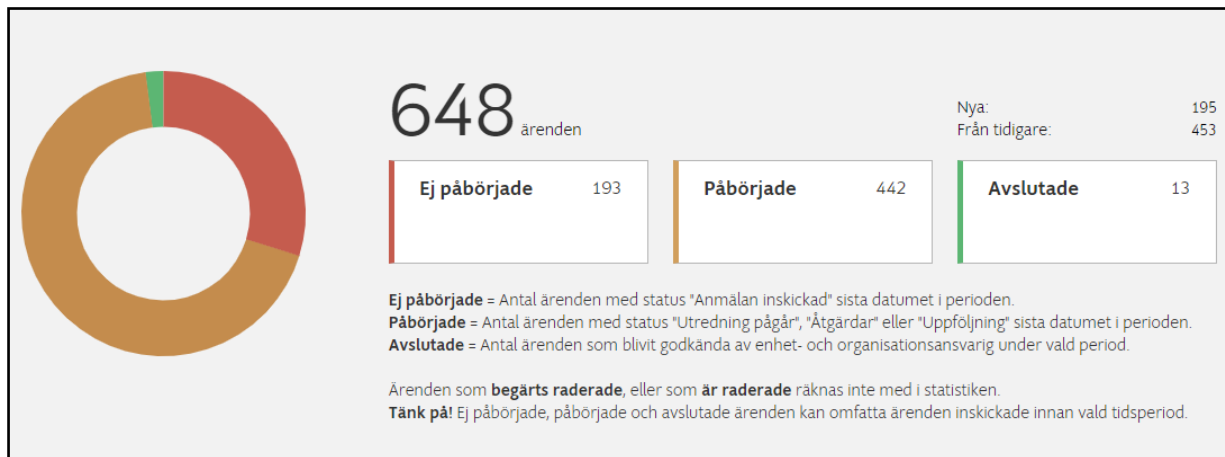 648 ärenden
Nya: 195
Från tidigare: 453
Ej påbörjade 193
Påbörjade 442
Avslutade 13
Ej påbörjade = Antal ärenden med status "Anmälan inskickad" sista datumet i perioden.
Påbörjade = Antal ärenden med status "Utredning pågår", "Åtgärdar" eller "Uppföljning" sista datumet i perioden.
Avslutade = Antal ärenden som blivit godkända av enhet- och organisationsansvarig under vald period.
Ärenden som begärts raderade, eller som är raderade räknas inte med i statistiken.
Tänk på! Ej påbörjade, påbörjade och avslutade ärenden kan omfatta ärenden inskickade innan vald tidsperiod.